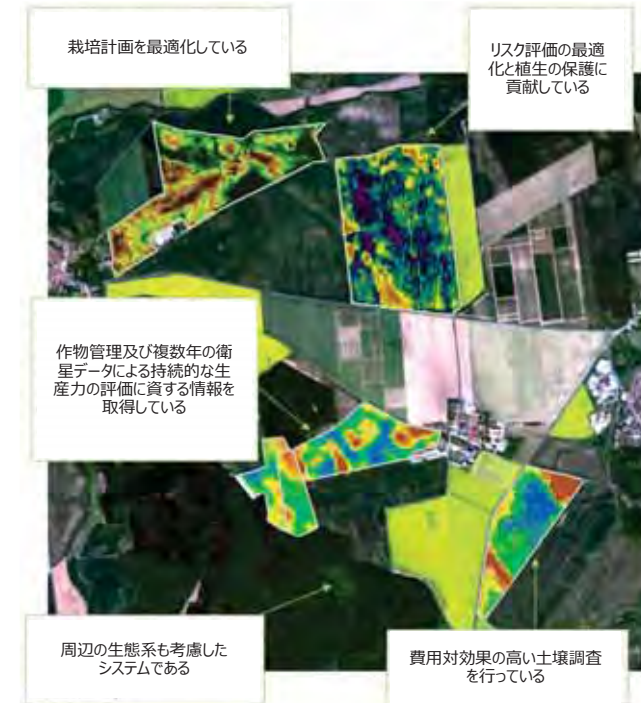 栽培計画を最適化している
リスク評価の最適
化と植生の保護に
貢献している
作物管理及び複数年の衛
星データによる持続的な生
産力の評価に資する情報を
取得している
周辺の生態系も考慮した
システムである
費用対効果の高い土壌調査
を行っている